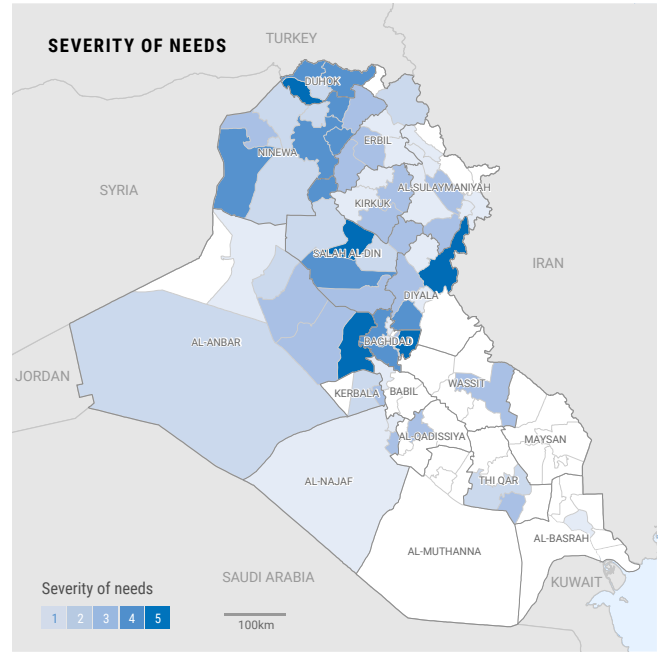 SEVERITY OF NEEDS
TURKEY
DUHOK
ERBIL
NINEWA
SYRIA
AL-SULAYMANIYAH
KIRKUK
SALAH AL-DIN
IRAN
DIYALA
AL-ANBAR
BAGHDAD
JORDAN
WASSIT
KERBALA
BABIL
AL-QADISSIYA
MAYSAN
AL-NAJAF
THI QAR
AL-BASRAH
AL-MUTHANNA
SAUDI ARABIA
KUWAIT
Severity of needs
1 2 3 4 5
100km